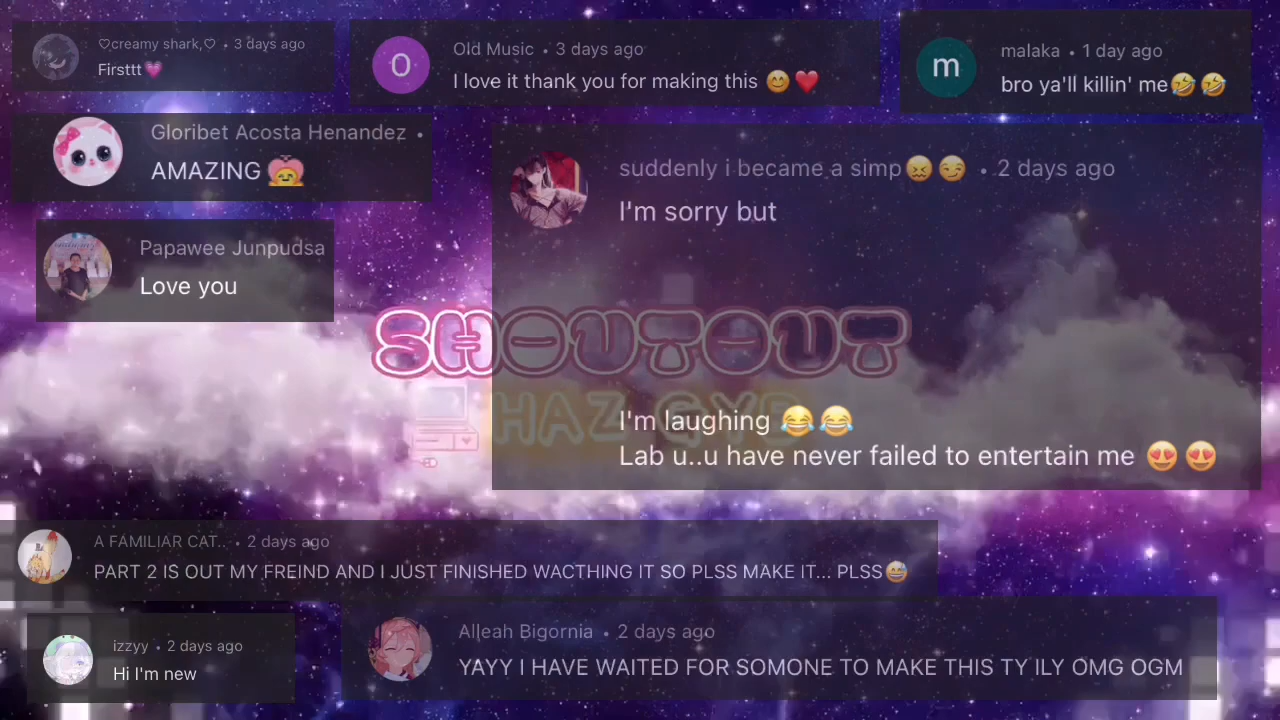 ♡creamy shark,♡ • 3 days ago
Firsttt💗
Old Music • 3 days ago
I love it thank you for making this 😊❤️
malaka • 1 day ago
bro ya'll killin' me🤣🤣
Gloribet Acosta Henandez •
AMAZING
suddenly i became a simp😖😏 • 2 days ago
I'm sorry but
Papawee Junpudsa
Love you
SHOUTOUT
HAZ GYB
I'm laughing 😂😂
Lab u..u have never failed to entertain me 😍😍
A FAMILIAR CAT.. • 2 days ago
PART 2 IS OUT MY FREIND AND I JUST FINISHED WACTHING IT SO PLSS MAKE IT... PLSS😅
izzyy • 2 days ago
Hi I'm new
Alleah Bigornia • 2 days ago
YAYY I HAVE WAITED FOR SOMONE TO MAKE THIS TY ILY OMG OGM
O
m